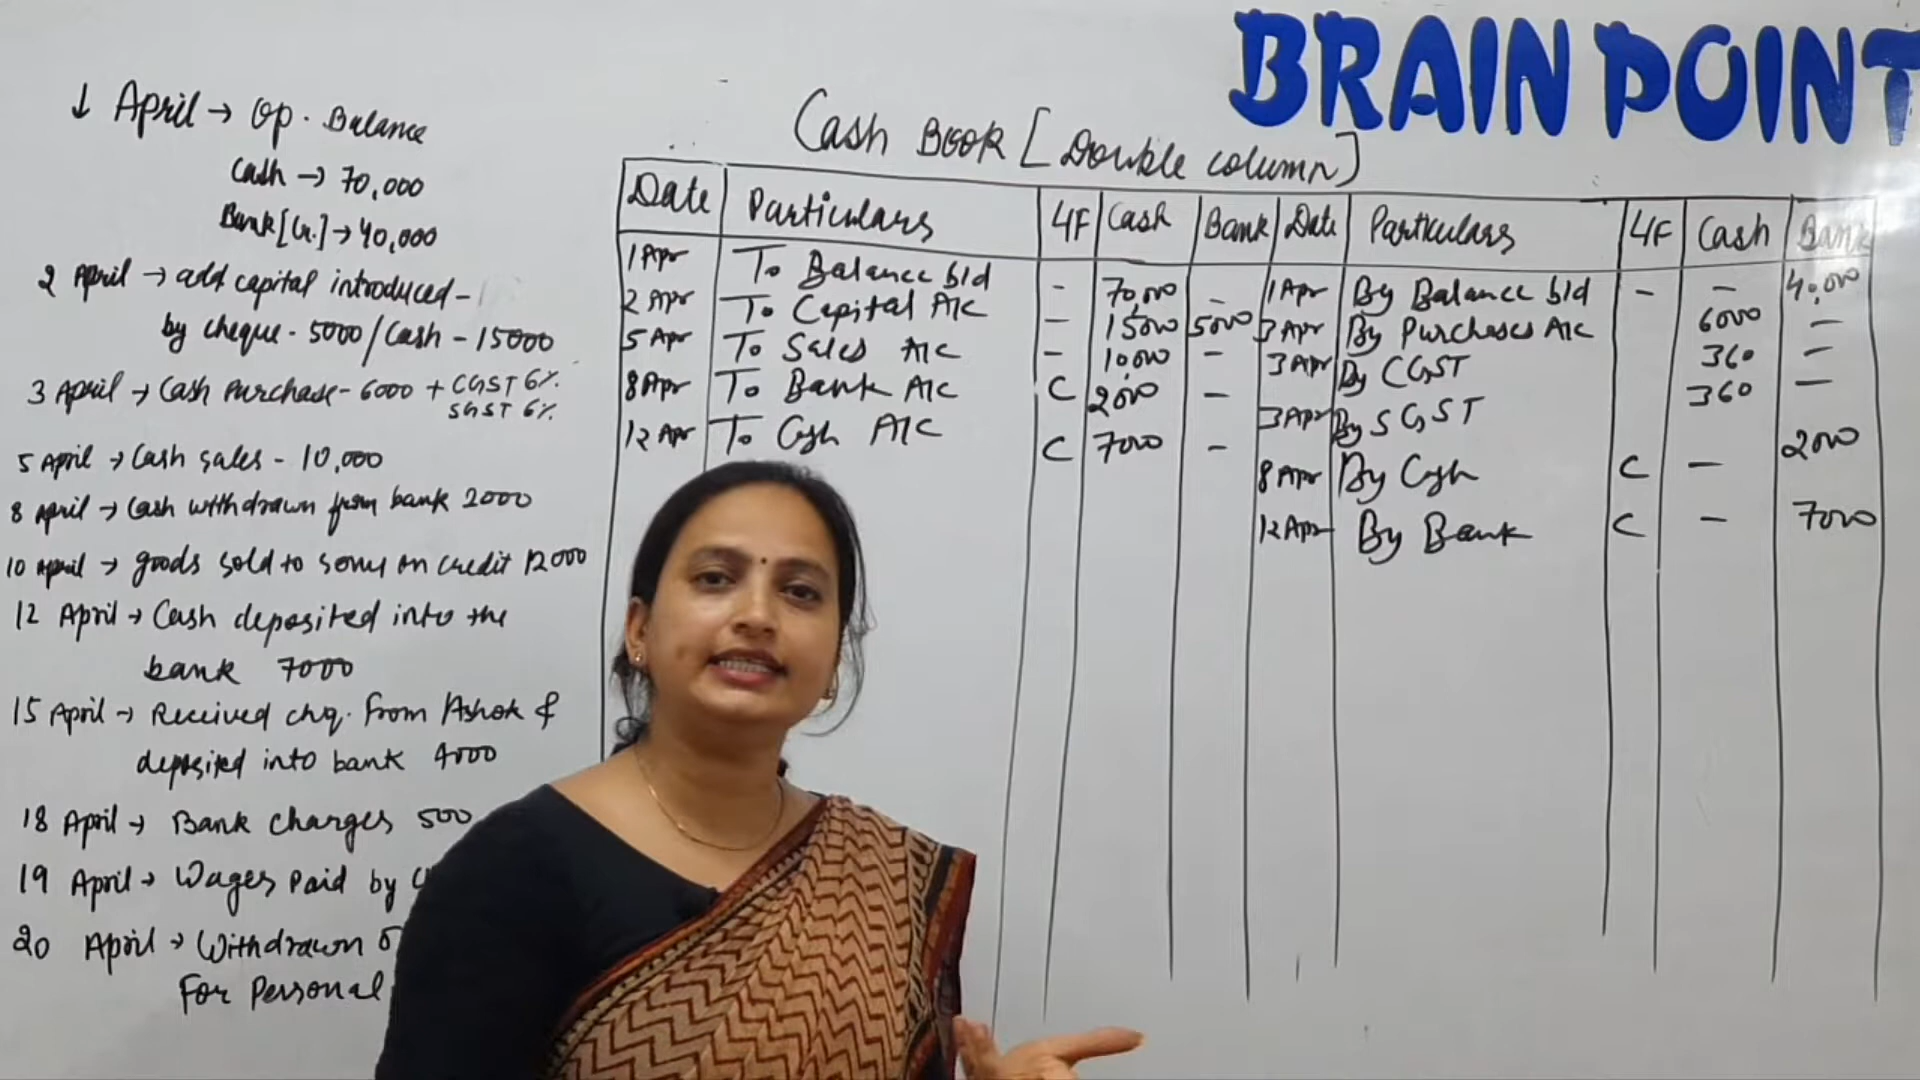 BRAIN POINT
↓ April → Op. Balance
Cash → 70,000
Bank [Cr.] → 40,000
2 April → add capital introduced -
by cheque - 5000 / Cash - 15000
3 April → Cash Purchase - 6000 + CGST 6%.
SGST 6%.
5 April → Cash sales - 10,000
8 April → Cash withdrawn from bank 2000
10 April → goods sold to sonu on credit 12000
12 April → Cash deposited into the
bank 7000
15 April → Received chq. from Ashok &
deposited into bank 4000
18 April → Bank charges 500
19 April → Wages Paid by
20 April → Withdrawn
For Personal
Cash Book [Double column]
Date Particulars LF Cash Bank Date Particulars LF Cash Bank
1 Apr To Balance b/d - 70,000 - 1 Apr By Balance b/d - - 40,000
2 Apr To Capital A/C - 15000 5000 3 Apr By Purchases A/C 6000 -
5 Apr To Sales A/C - 10,000 - 3 Apr By CGST 360 -
8 Apr To Bank A/C C 2000 - 3 Apr By SGST 360 -
12 Apr To Cash A/C C 7000 - 8 Apr By Cash C - 2000
12 Apr By Bank C - 7000